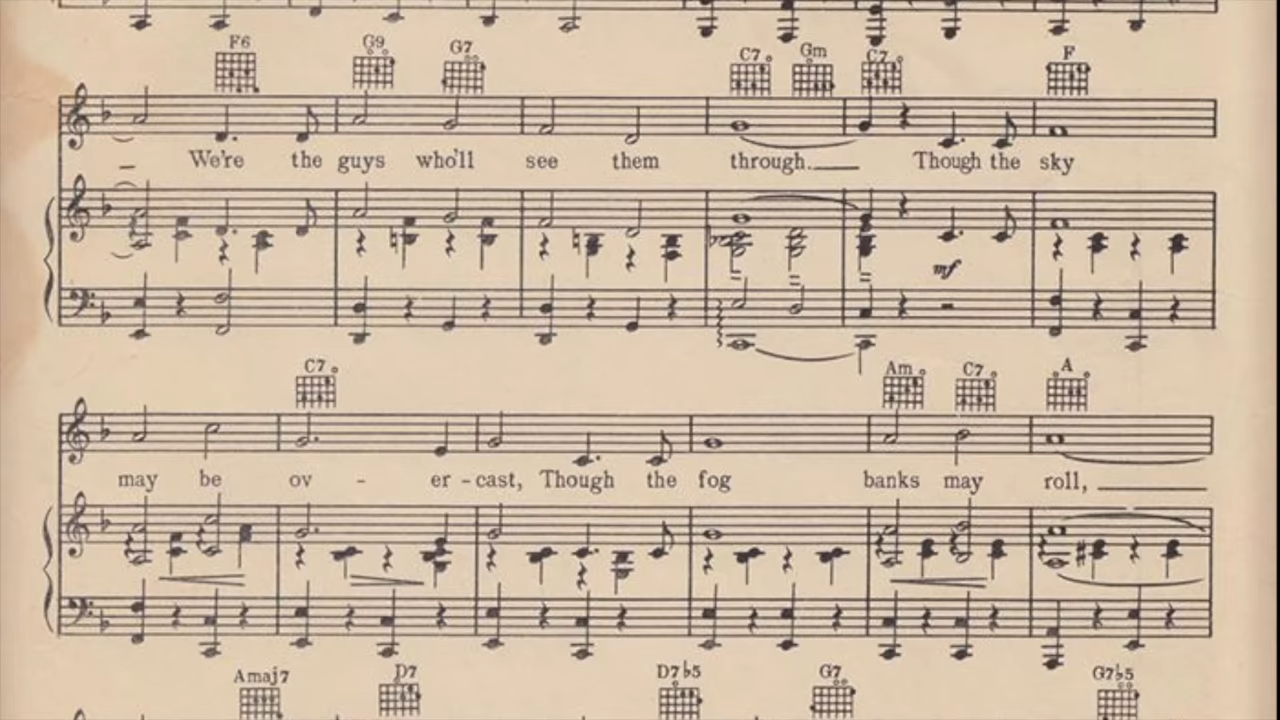 F6 G9 G7 C7 Gm C7 F
We're the guys who'll see them through. Though the sky
mf
C7 Am C7 A
may be ov - er - cast, Though the fog banks may roll,
Amaj7 D7 D7♭5 G7 G7♭5